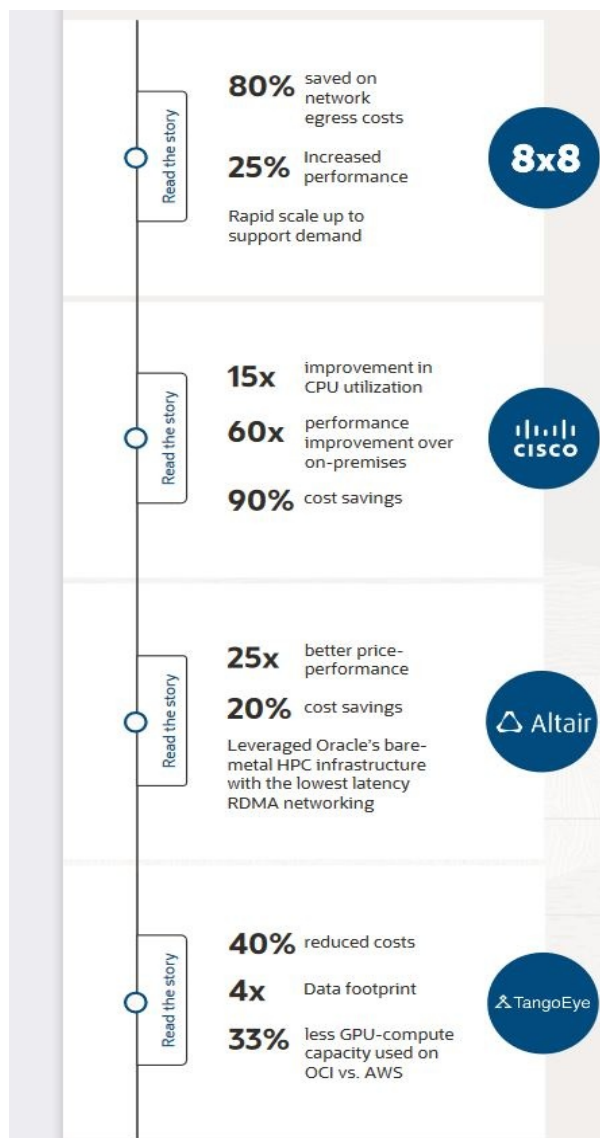 Read the story
80% saved on
network
egress costs
25% Increased
performance
Rapid scale up to
support demand
8x8
Read the story
15x improvement in
CPU utilization
60x performance
improvement over
on-premises
90% cost savings
CISCO
Read the story
25x better price-
performance
20% cost savings
Leveraged Oracle's bare-
metal HPC infrastructure
with the lowest latency
RDMA networking
Altair
Read the story
40% reduced costs
4x Data footprint
33% less GPU-compute
capacity used on
OCI vs. AWS
TangoEye